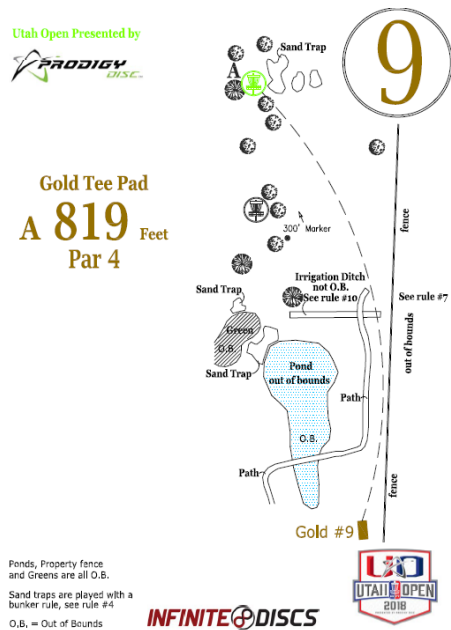 Utah Open Presented by
PRODIGY
DISC
9
Sand Trap
A
Gold Tee Pad
A 819 Feet
Par 4
300' Marker
fence
Irrigation Ditch
not O.B.
See rule #10
See rule #7
Sand Trap
Green
O.B.
Sand Trap
out of bounds
Pond
out of bounds
Path
O.B.
Path
fence
Gold #9
Ponds, Property fence
and Greens are all O.B.
Sand traps are played with a
bunker rule, see rule #4
O.B. = Out of Bounds
INFINITE DISCS
UO
UTAH OPEN
2018